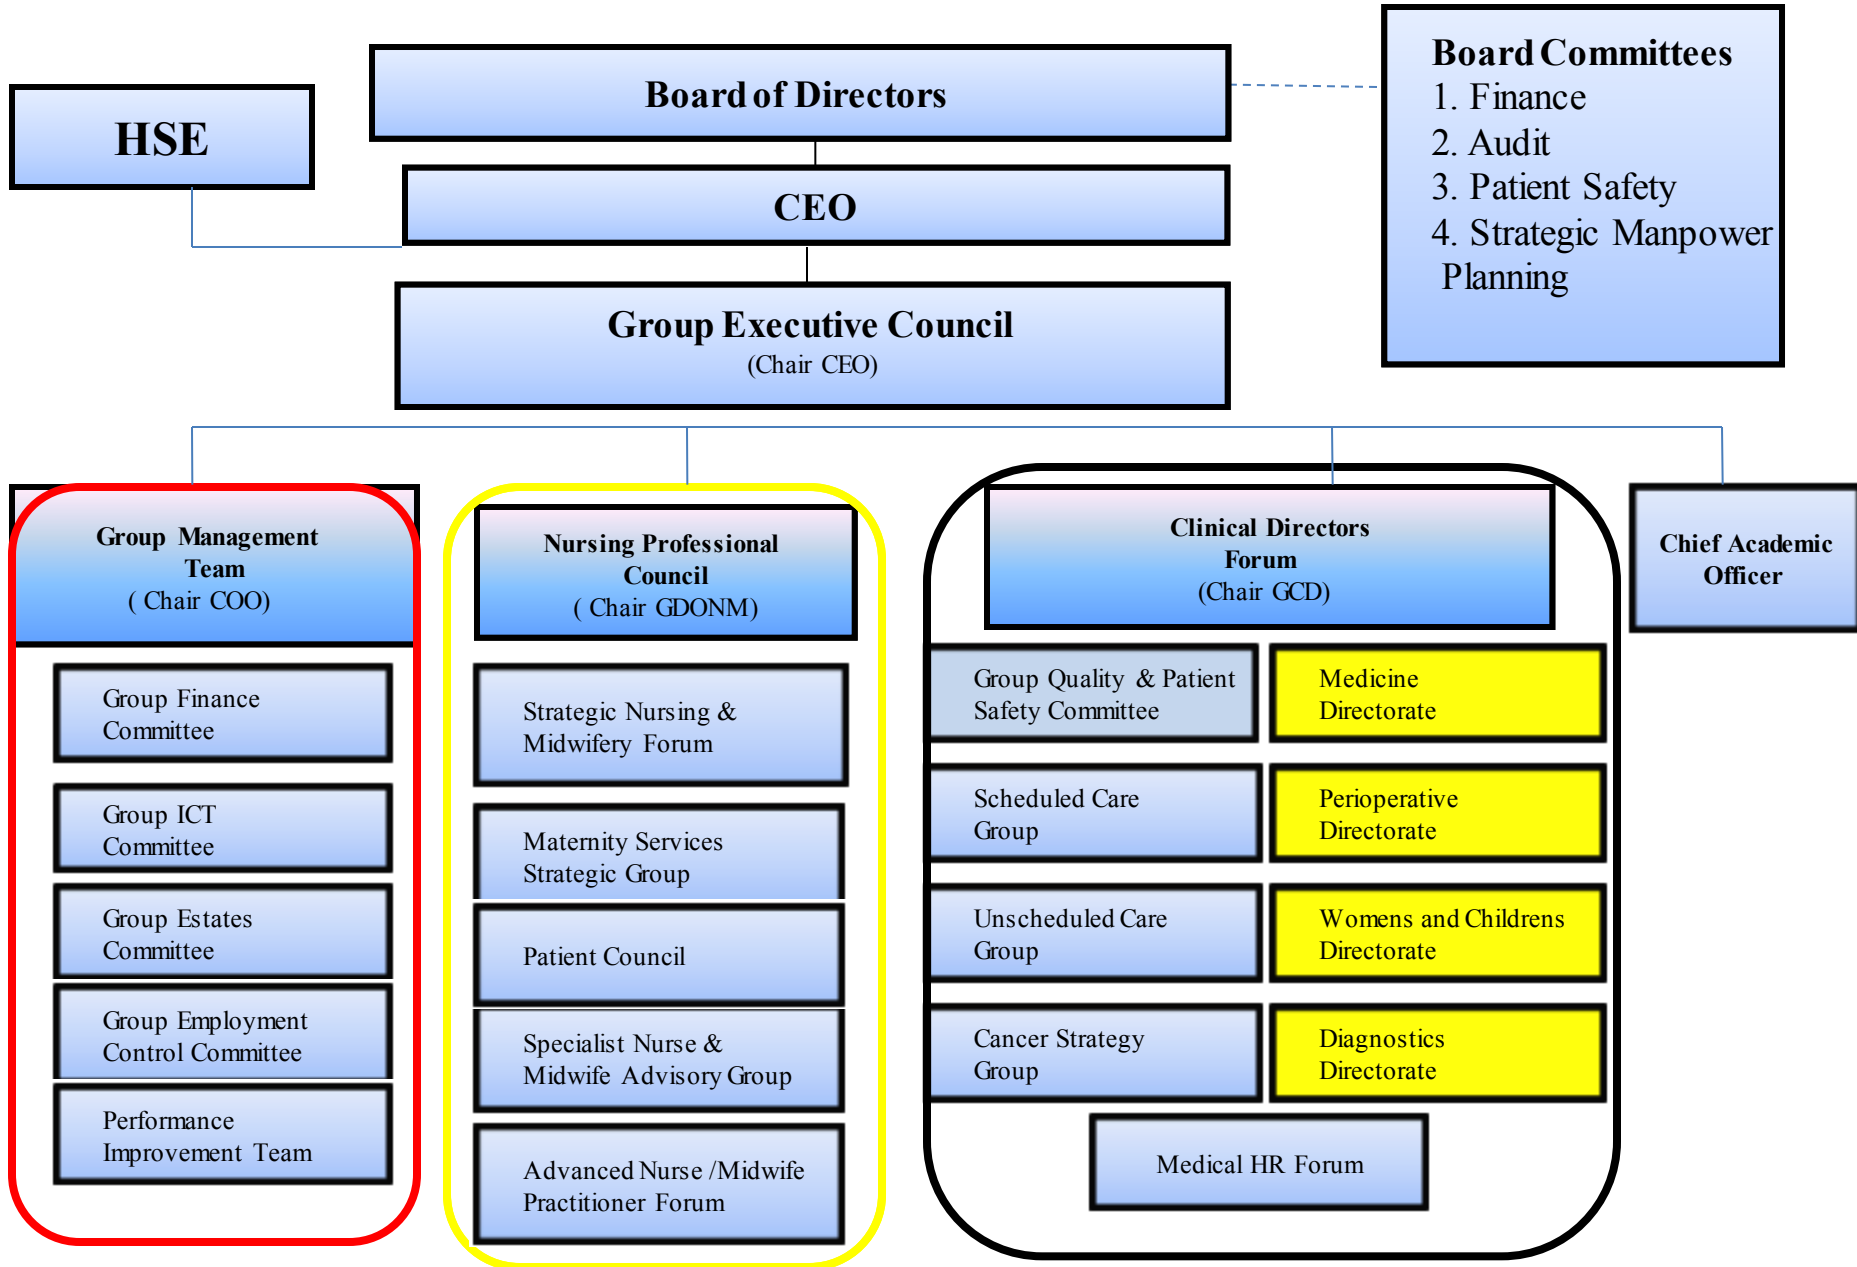 Board of Directors
HSE
CEO
Group Executive Council
(Chair CEO)
Board Committees
1. Finance
2. Audit
3. Patient Safety
4. Strategic Manpower
Planning
Group Management
Team
( Chair COO)
Group Finance
Committee
Group ICT
Committee
Group Estates
Committee
Group Employment
Control Committee
Performance
Improvement Team
Nursing Professional
Council
( Chair GDONM)
Strategic Nursing &
Midwifery Forum
Maternity Services
Strategic Group
Patient Council
Specialist Nurse &
Midwife Advisory Group
Advanced Nurse /Midwife
Practitioner Forum
Clinical Directors
Forum
(Chair GCD)
Group Quality & Patient
Safety Committee
Medicine
Directorate
Scheduled Care
Group
Perioperative
Directorate
Unscheduled Care
Group
Womens and Childrens
Directorate
Cancer Strategy
Group
Diagnostics
Directorate
Medical HR Forum
Chief Academic
Officer